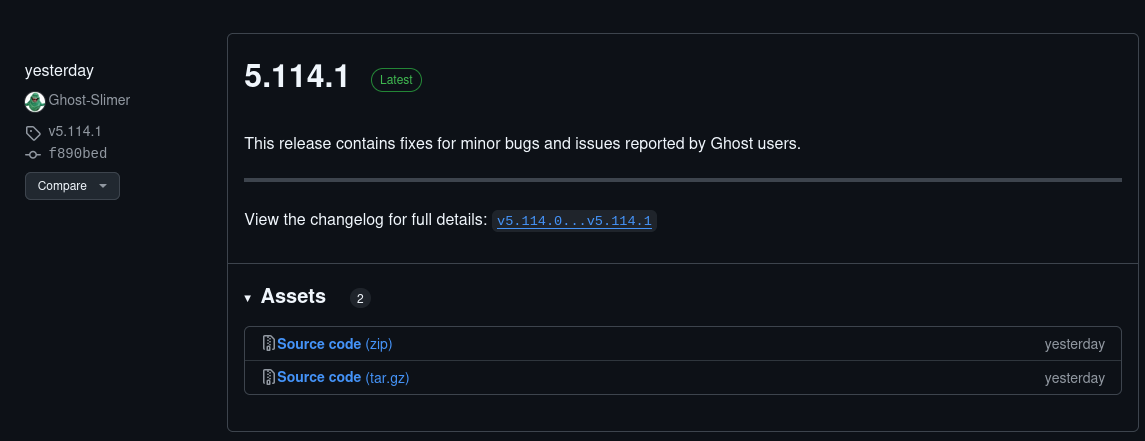 yesterday
Ghost-Slimer
v5.114.1
f890bed
Compare
5.114.1 Latest
This release contains fixes for minor bugs and issues reported by Ghost users.
View the changelog for full details: v5.114.0...v5.114.1
Assets 2
Source code (zip) yesterday
Source code (tar.gz) yesterday